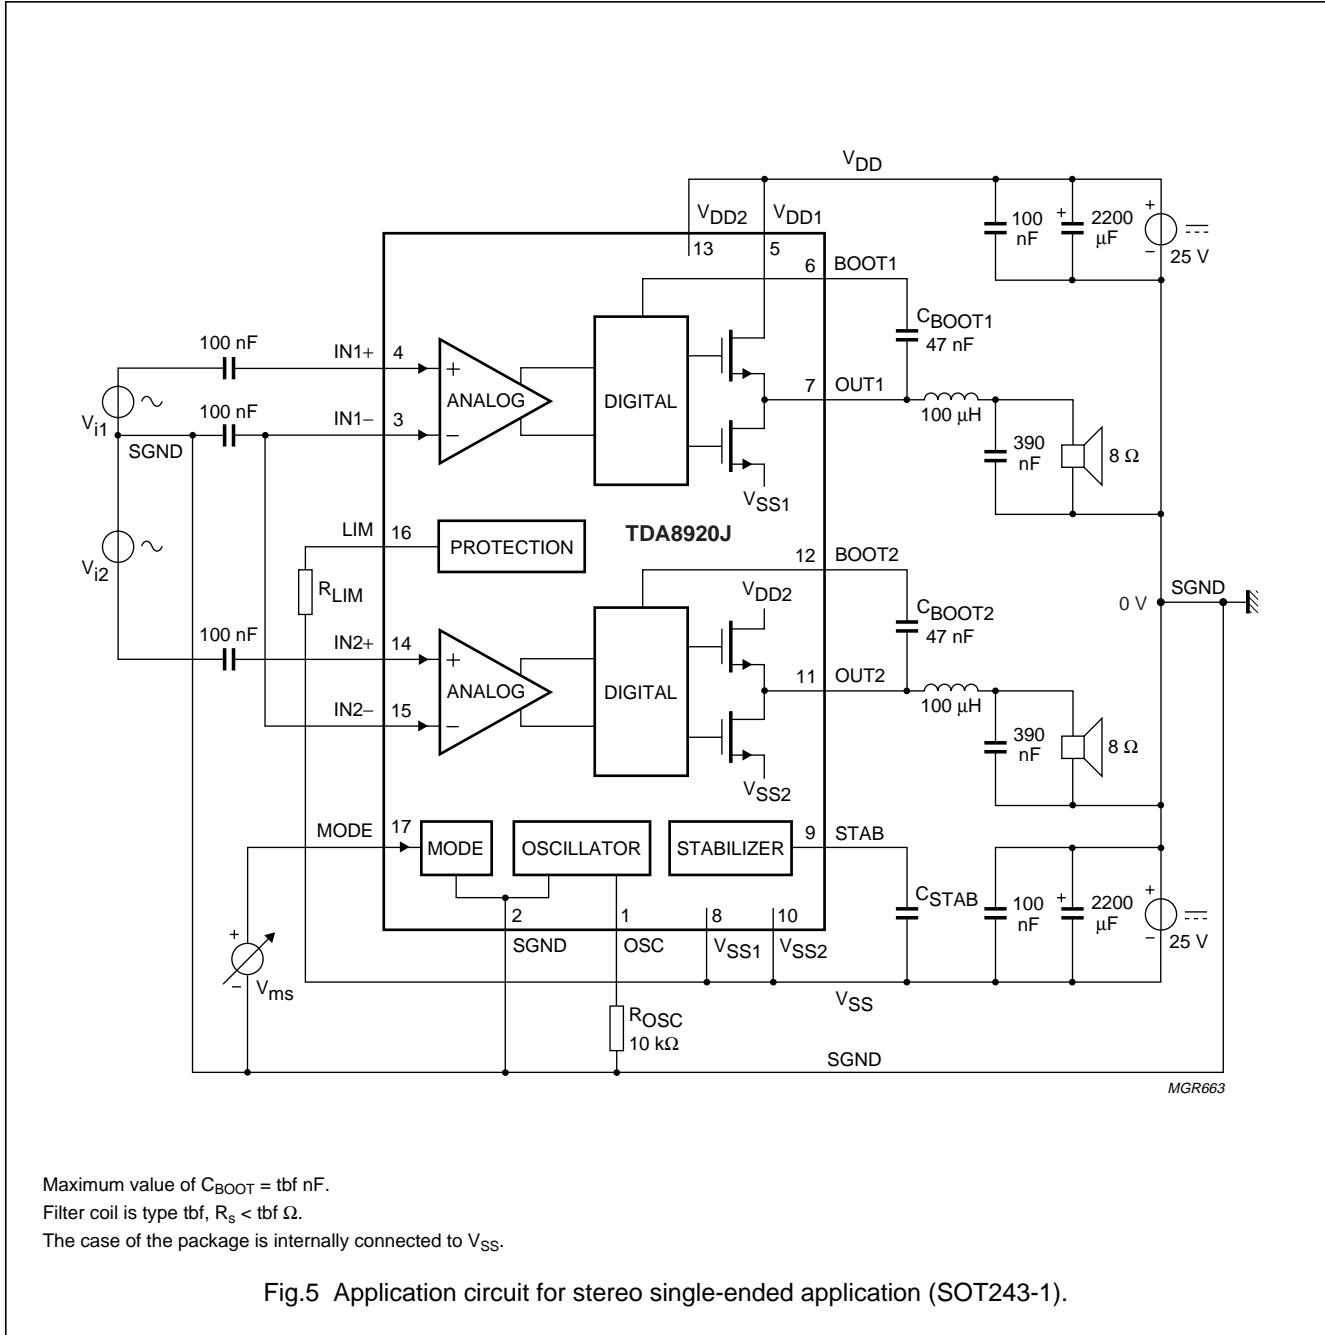 VDD
VDD2 VDD1
13 5
100 nF
2200 µF
+
−
25 V
6 BOOT1
CBOOT1
47 nF
100 nF
IN1+ 4
+
ANALOG
DIGITAL
7 OUT1
100 µH
Vi1
100 nF
IN1− 3
−
SGND
390 nF
8 Ω
VSS1
TDA8920J
LIM 16
PROTECTION
12 BOOT2
Vi2
RLIM
VDD2
CBOOT2
47 nF
0 V
SGND
100 nF
IN2+ 14
+
ANALOG
DIGITAL
11 OUT2
100 µH
IN2− 15
−
390 nF
8 Ω
VSS2
MODE 17
MODE
OSCILLATOR
STABILIZER
9 STAB
CSTAB
100 nF
+
2200 µF
+
−
25 V
2 1 8 10
SGND OSC VSS1 VSS2
+
−
Vms
VSS
ROSC
10 kΩ
SGND
MGR663
Maximum value of CBOOT = tbf nF.
Filter coil is type tbf, Rs < tbf Ω.
The case of the package is internally connected to VSS.
Fig.5 Application circuit for stereo single-ended application (SOT243-1).